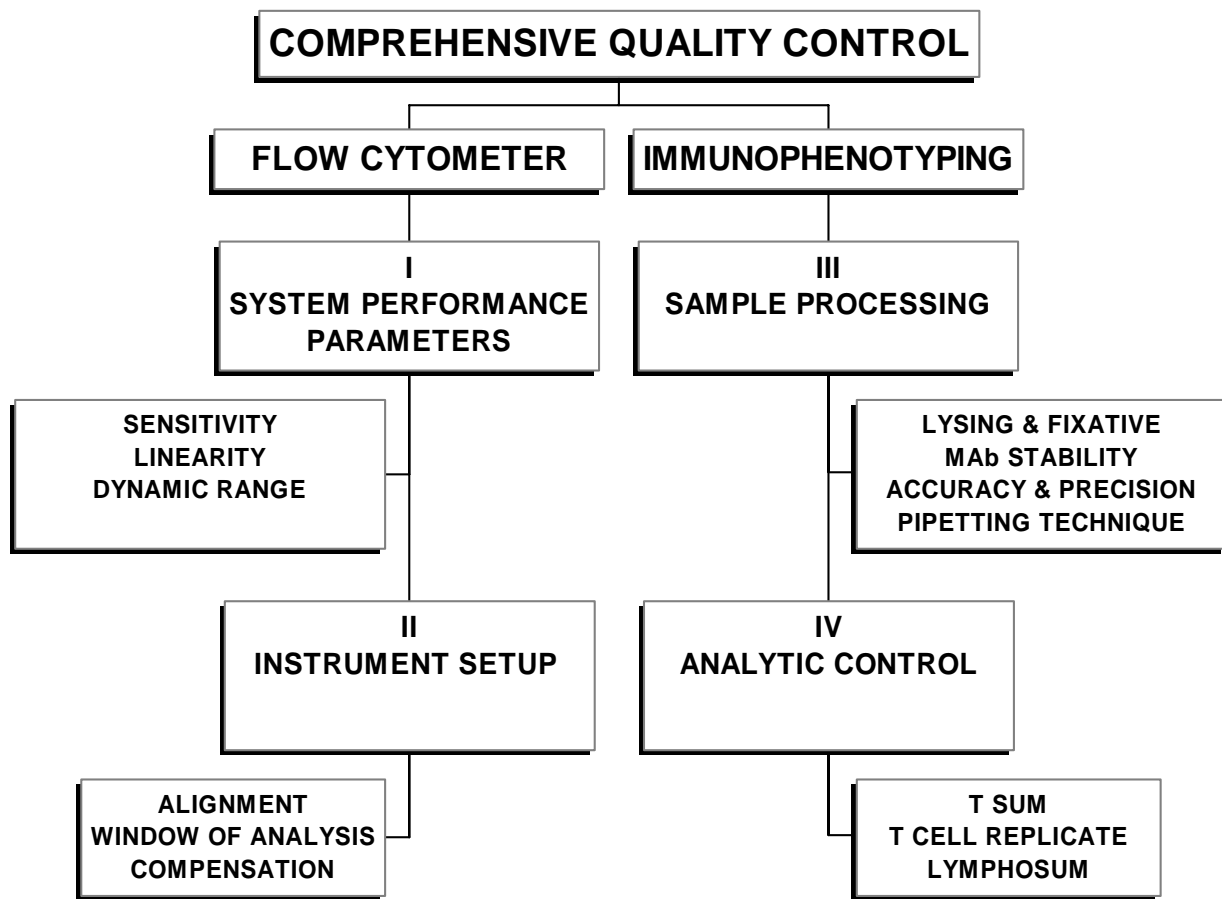 COMPREHENSIVE QUALITY CONTROL
FLOW CYTOMETER
IMMUNOPHENOTYPING
I
SYSTEM PERFORMANCE
PARAMETERS
III
SAMPLE PROCESSING
SENSITIVITY
LINEARITY
DYNAMIC RANGE
LYSING & FIXATIVE
MAb STABILITY
ACCURACY & PRECISION
PIPETTING TECHNIQUE
II
INSTRUMENT SETUP
IV
ANALYTIC CONTROL
ALIGNMENT
WINDOW OF ANALYSIS
COMPENSATION
T SUM
T CELL REPLICATE
LYMPHOSUM